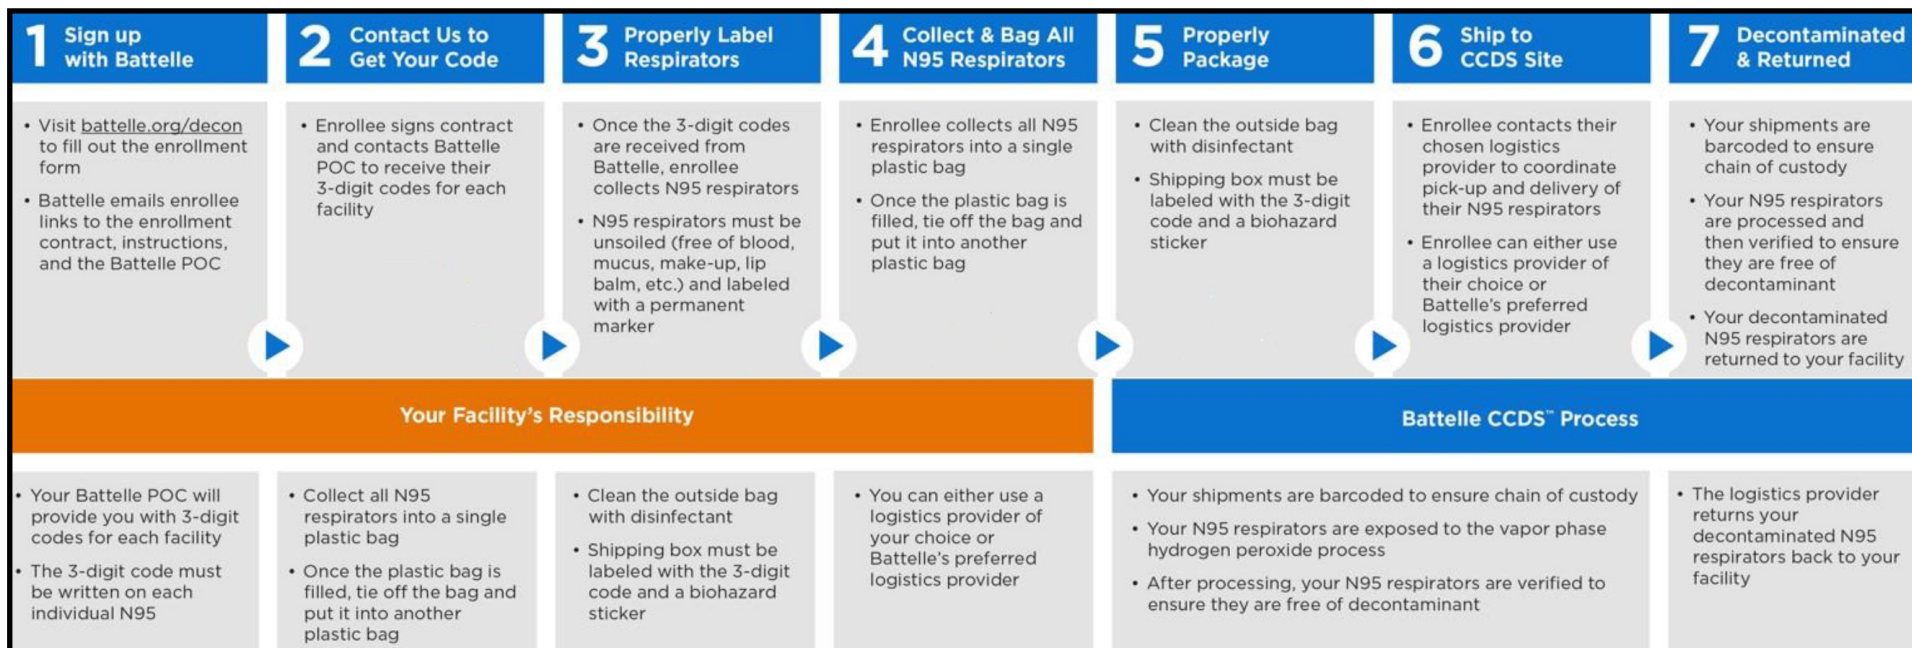 1 Sign up
with Battelle
• Visit battelle.org/decon
to fill out the enrollment
form
• Battelle emails enrollee
links to the enrollment
contract, instructions,
and the Battelle POC
2 Contact Us to
Get Your Code
• Enrollee signs contract
and contacts Battelle
POC to receive their
3-digit codes for each
facility
3 Properly Label
Respirators
• Once the 3-digit codes
are received from
Battelle, enrollee
collects N95 respirators
• N95 respirators must be
unsoiled (free of blood,
mucus, make-up, lip
balm, etc.) and labeled
with a permanent
marker
4 Collect & Bag All
N95 Respirators
• Enrollee collects all N95
respirators into a single
plastic bag
• Once the plastic bag is
filled, tie off the bag and
put it into another
plastic bag
5 Properly
Package
• Clean the outside bag
with disinfectant
• Shipping box must be
labeled with the 3-digit
code and a biohazard
sticker
6 Ship to
CCDS Site
• Enrollee contacts their
chosen logistics
provider to coordinate
pick-up and delivery of
their N95 respirators
• Enrollee can either use
a logistics provider of
their choice or
Battelle's preferred
logistics provider
7 Decontaminated
& Returned
• Your shipments are
barcoded to ensure
chain of custody
• Your N95 respirators
are processed and
then verified to ensure
they are free of
decontaminant
• Your decontaminated
N95 respirators are
returned to your facility
Your Facility's Responsibility
Battelle CCDS™ Process
• Your Battelle POC will
provide you with 3-digit
codes for each facility
• The 3-digit code must
be written on each
individual N95
• Collect all N95
respirators into a single
plastic bag
• Once the plastic bag is
filled, tie off the bag and
put it into another
plastic bag
• Clean the outside bag
with disinfectant
• Shipping box must be
labeled with the 3-digit
code and a biohazard
sticker
• You can either use a
logistics provider of
your choice or
Battelle's preferred
logistics provider
• Your shipments are barcoded to ensure chain of custody
• Your N95 respirators are exposed to the vapor phase
hydrogen peroxide process
• After processing, your N95 respirators are verified to
ensure they are free of decontaminant
• The logistics provider
returns your
decontaminated N95
respirators back to your
facility